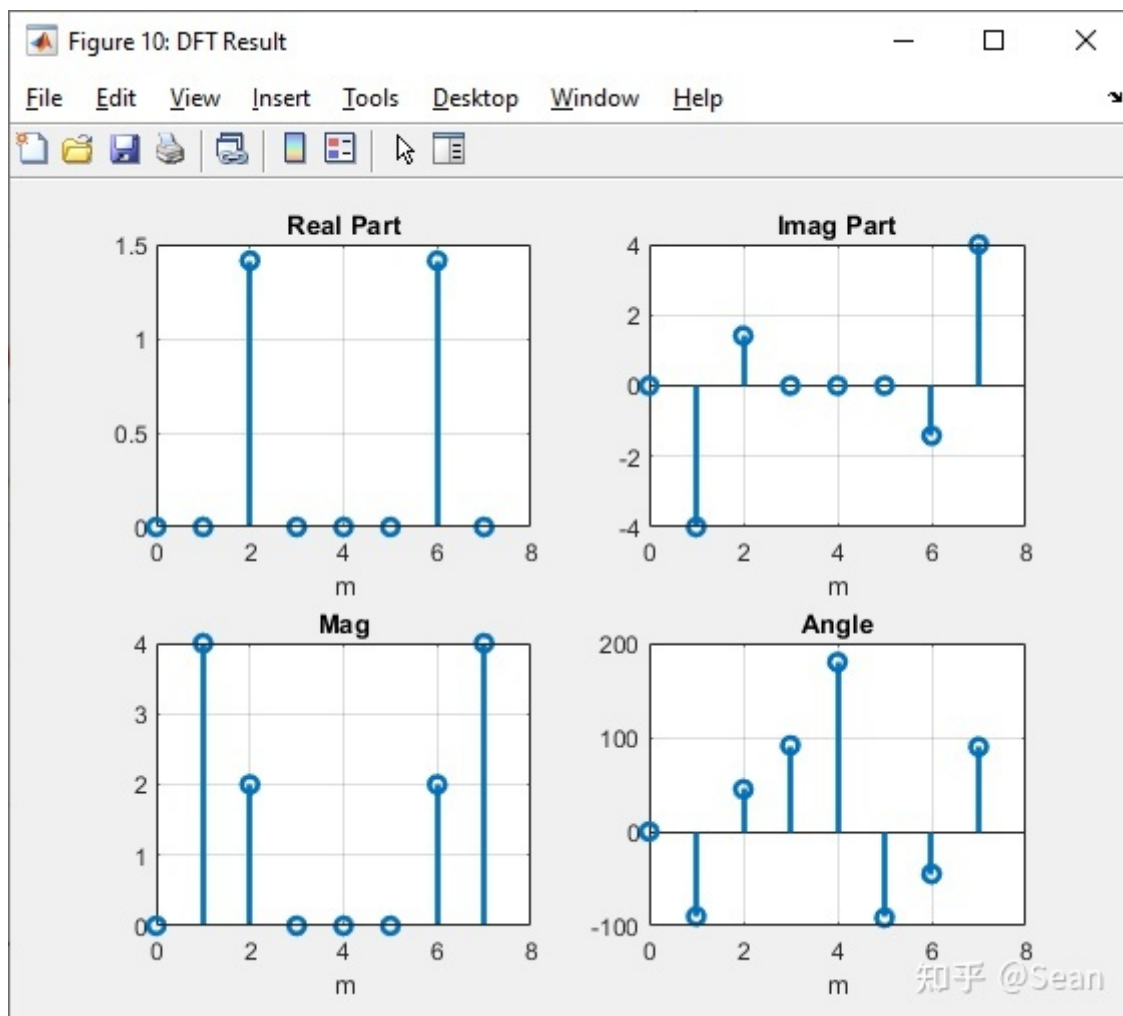 Figure 10: DFT Result
File Edit View Insert Tools Desktop Window Help
Real Part
1.5
1
0.5
0
0 2 4 6 8
m
Imag Part
4
2
0
-2
-4
0 2 4 6 8
m
Mag
4
3
2
1
0
0 2 4 6 8
m
Angle
200
100
0
-100
0 2 4 6 8
m
知乎 @Sean